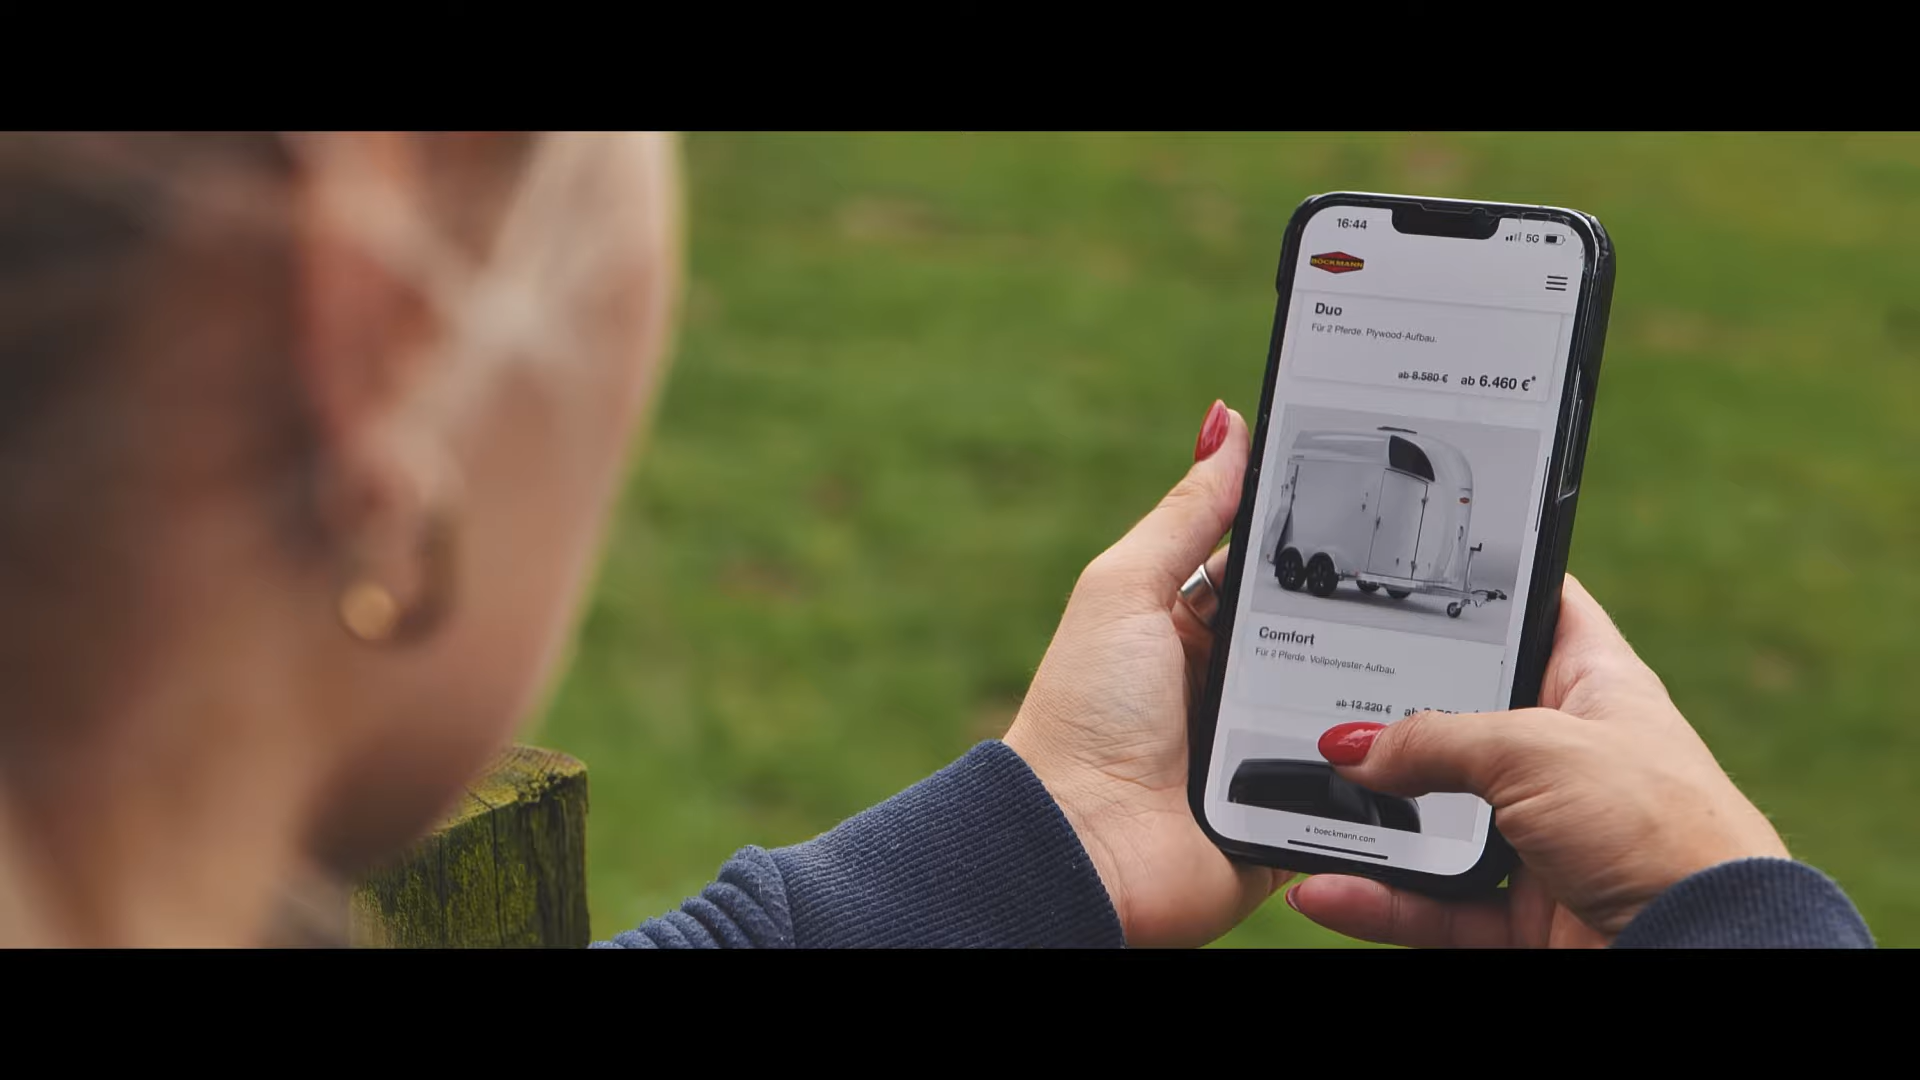 16:44
5G
BÖCKMANN
Duo
Für 2 Pferde. Plywood-Aufbau.
ab 8.580 € ab 6.460 €*
Comfort
Für 2 Pferde. Vollpolyester-Aufbau.
ab 12.220 € ab
boeckmann.com